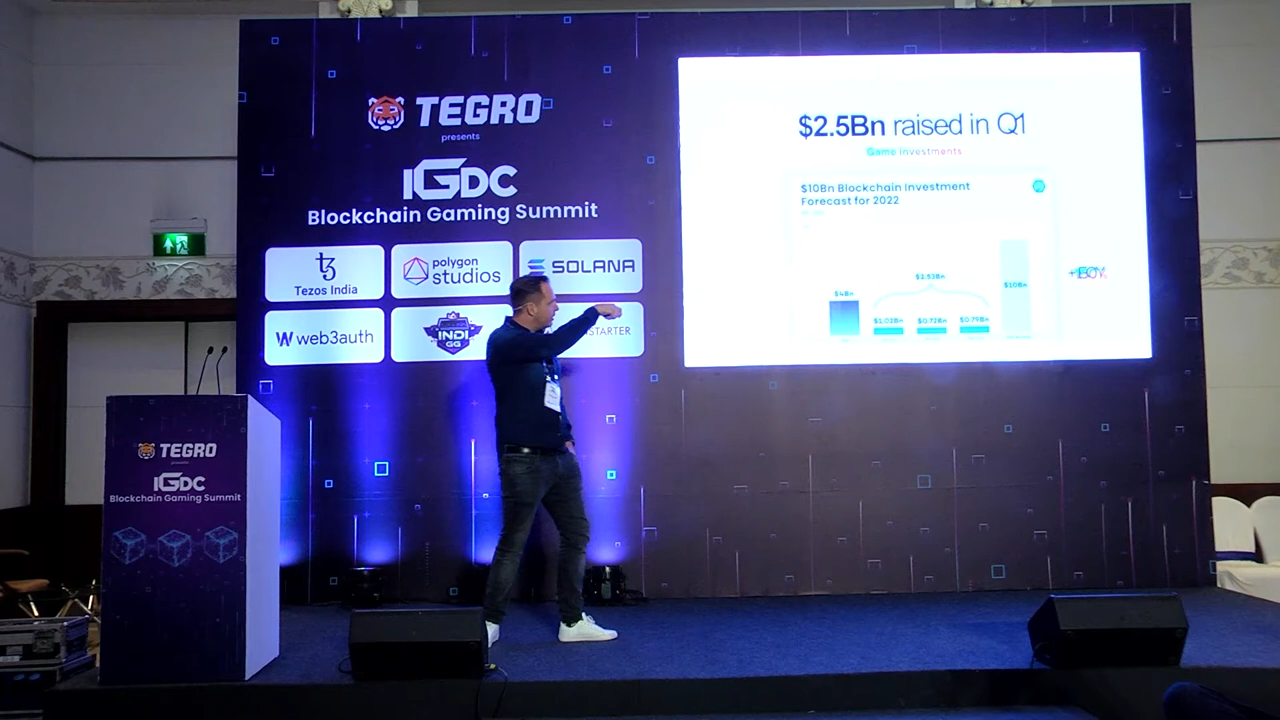 TEGRO
presents
IGDC
Blockchain Gaming Summit
Tezos India
polygon
studios
SOLANA
web3auth
INDI
GG
STARTER
$2.5Bn raised in Q1
Game Investments
$10Bn Blockchain Investment
Forecast for 2022
$4Bn
$2.53Bn
$1.02Bn
$0.72Bn
$0.79Bn
$10Bn
TEGRO
presents
IGDC
Blockchain Gaming Summit